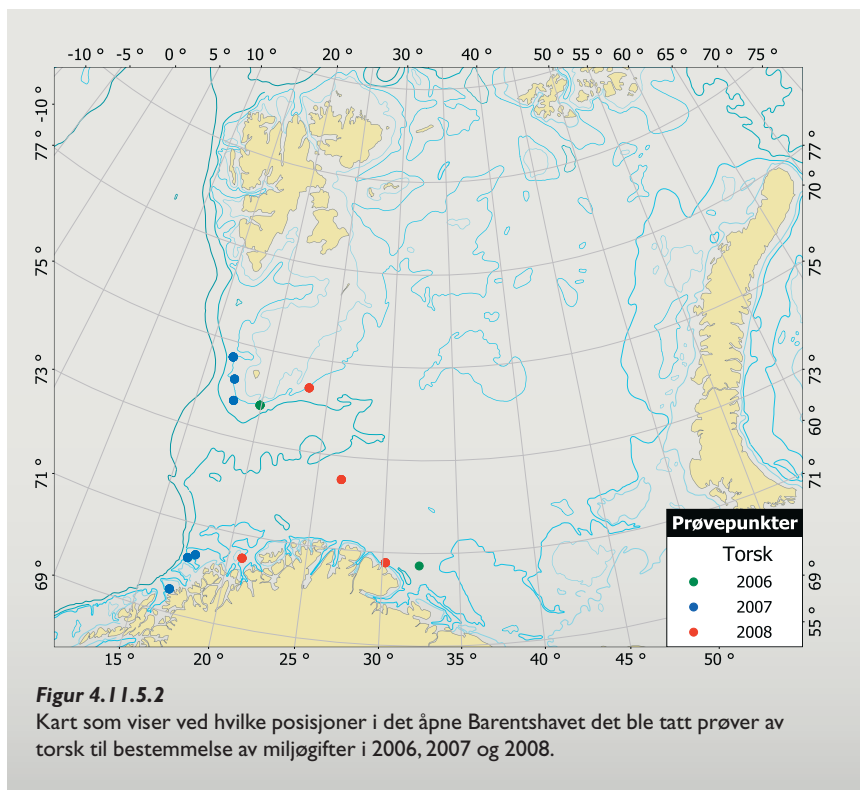 -10 ° -5 ° 0 ° 5 ° 10 ° 20 ° 30 ° 40 ° 50 ° 55 ° 60 ° 65 ° 70 ° 75 °
-10 °
77 °
75 °
73 °
71 °
69 °
77 °
70 °
75 °
73 °
60 °
71 °
69 °
55 °
Prøvepunkter
Torsk
2006
2007
2008
15 ° 20 ° 25 ° 30 ° 35 ° 40 ° 45 ° 50 °
Figur 4.11.5.2
Kart som viser ved hvilke posisjoner i det åpne Barentshavet det ble tatt prøver av
torsk til bestemmelse av miljøgifter i 2006, 2007 og 2008.